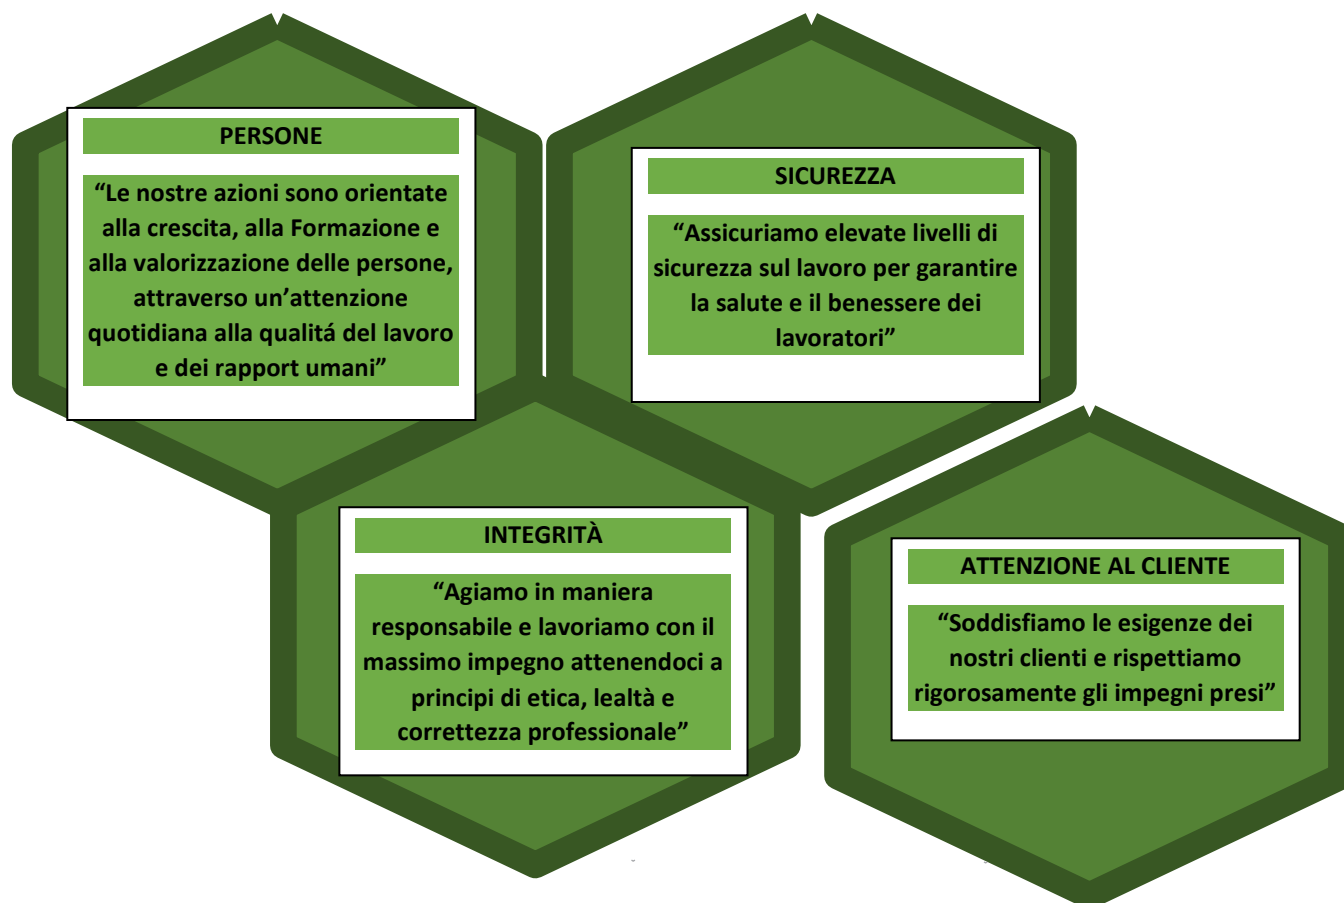 PERSONE
“Le nostre azioni sono orientate
alla crescita, alla Formazione e
alla valorizzazione delle persone,
attraverso un’attenzione
quotidiana alla qualitá del lavoro
e dei rapport umani”
SICUREZZA
“Assicuriamo elevate livelli di
sicurezza sul lavoro per garantire
la salute e il benessere dei
lavoratori”
INTEGRITÀ
“Agiamo in maniera
responsabile e lavoriamo con il
massimo impegno attenendoci a
principi di etica, lealtà e
correttezza professionale”
ATTENZIONE AL CLIENTE
“Soddisfiamo le esigenze dei
nostri clienti e rispettiamo
rigorosamente gli impegni presi”